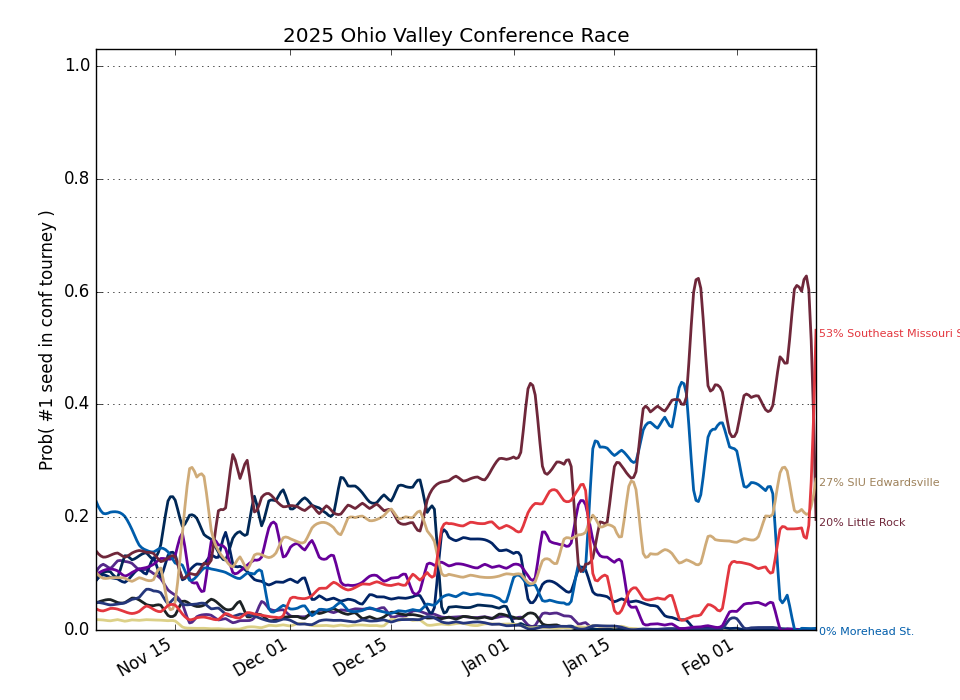 2025 Ohio Valley Conference Race
Prob( #1 seed in conf tourney )
1.0
0.8
0.6
0.4
0.2
0.0
53% Southeast Missouri S
27% SIU Edwardsville
20% Little Rock
0% Morehead St.
Nov 15
Dec 01
Dec 15
Jan 01
Jan 15
Feb 01